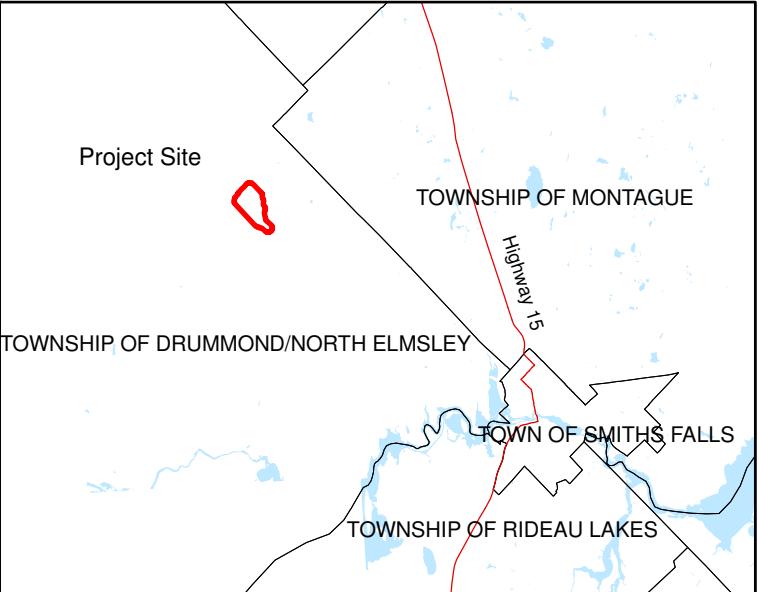 Project Site
TOWNSHIP OF MONTAGUE
Highway 15
TOWNSHIP OF DRUMMOND/NORTH ELMSLEY
TOWN OF SMITHS FALLS
TOWNSHIP OF RIDEAU LAKES